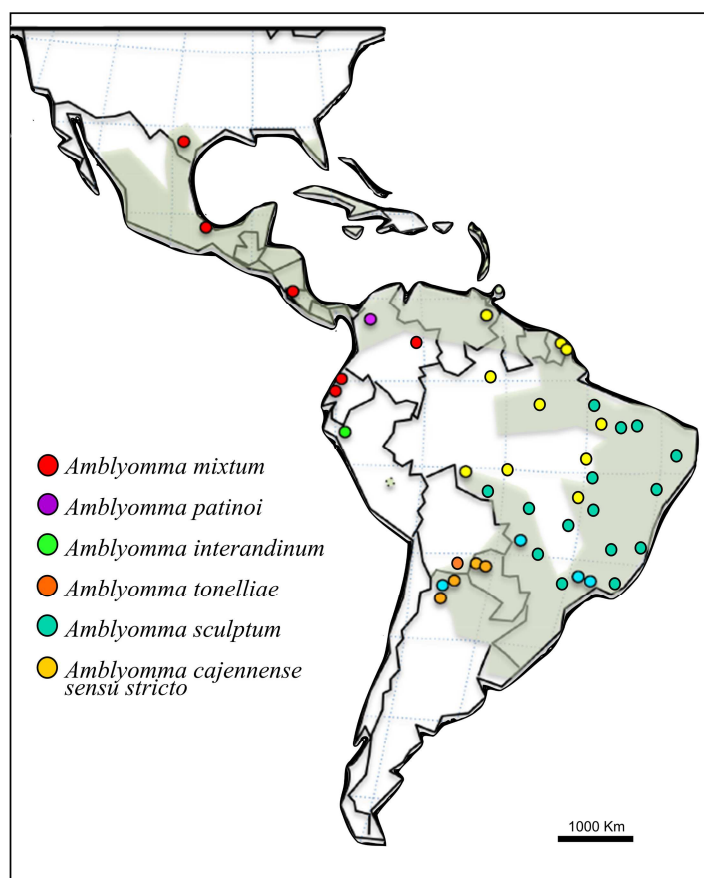 Amblyomma mixtum
Amblyomma patinoi
Amblyomma interandinum
Amblyomma tonelliae
Amblyomma sculptum
Amblyomma cajennense
sensu stricto
1000 Km